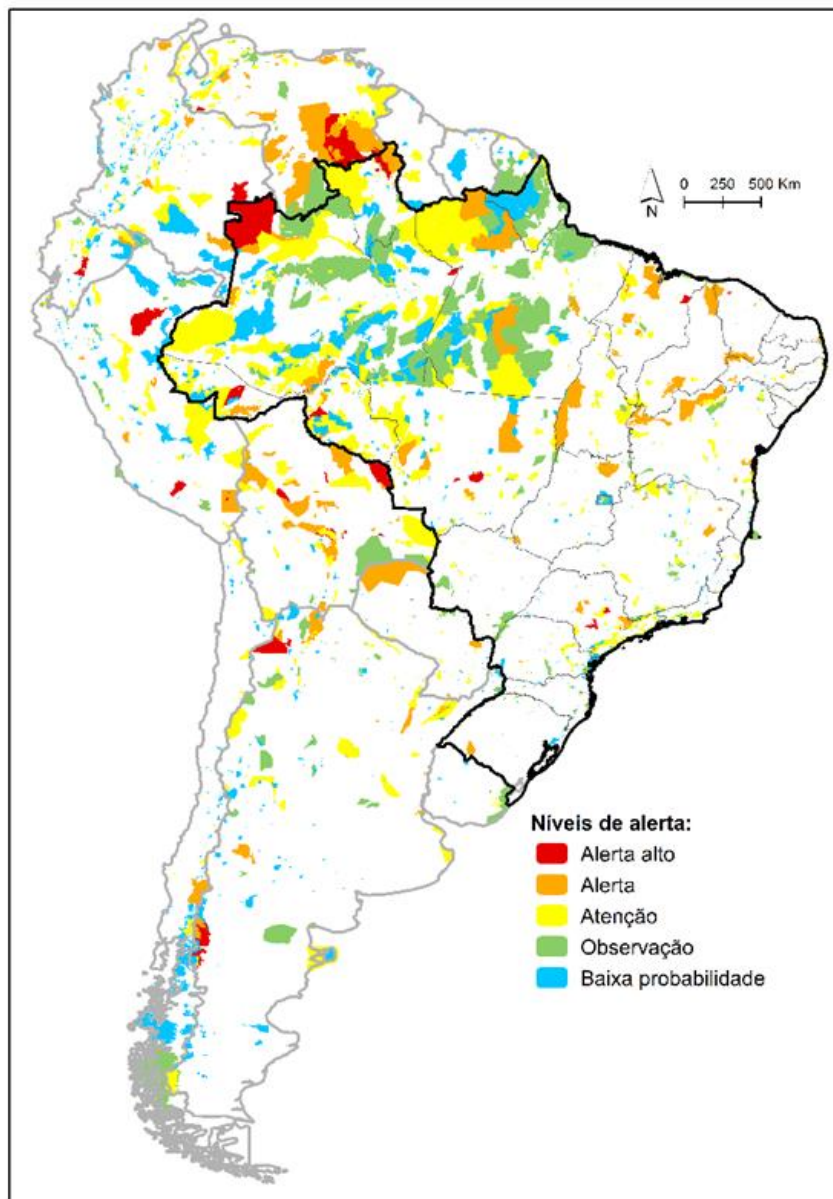 N
0 250 500 Km
Níveis de alerta:
Alerta alto
Alerta
Atenção
Observação
Baixa probabilidade